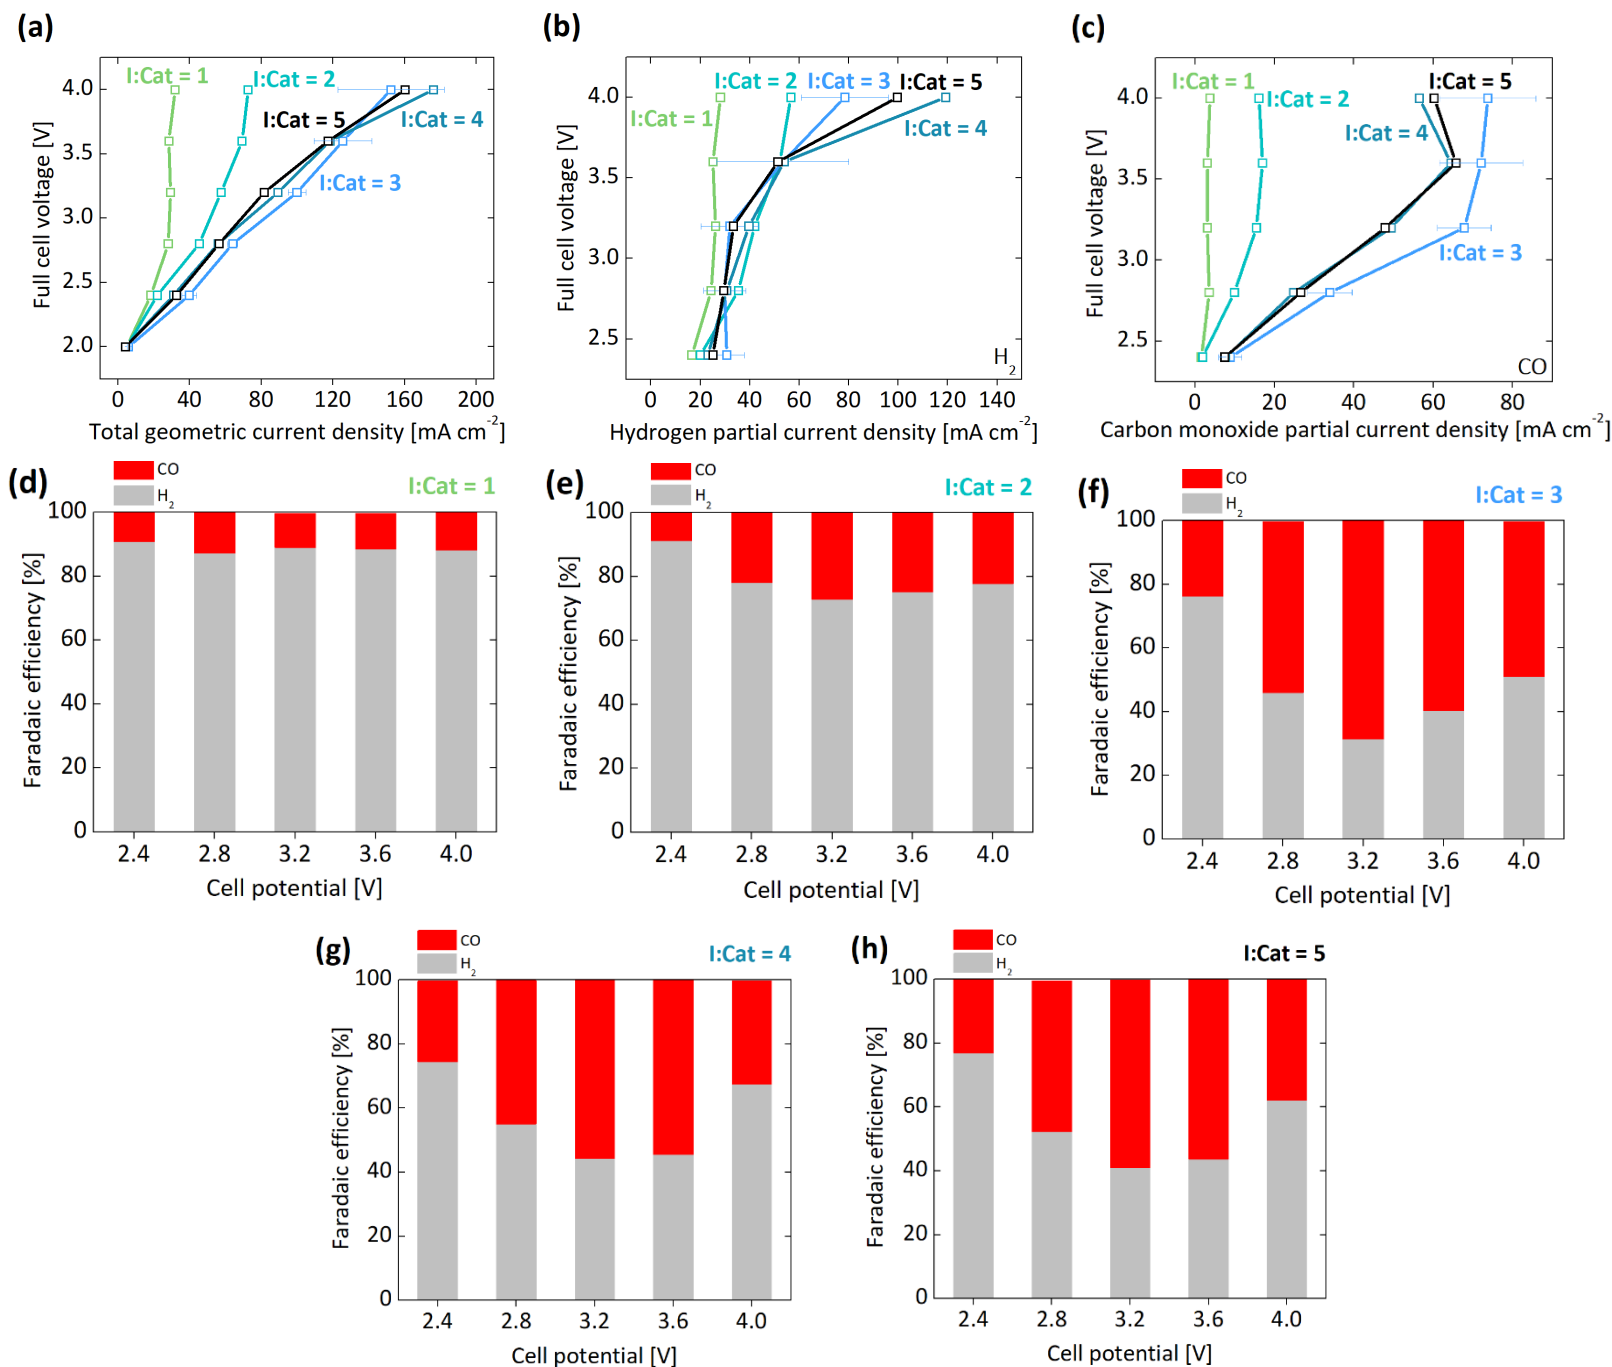 (a)
I:Cat = 1
I:Cat = 2
I:Cat = 5
I:Cat = 4
I:Cat = 3
4.0
3.5
3.0
2.5
2.0
Full cell voltage [V]
0 40 80 120 160 200
Total geometric current density [mA cm⁻²]
(b)
I:Cat = 2
I:Cat = 3
I:Cat = 5
I:Cat = 1
I:Cat = 4
4.0
3.5
3.0
2.5
Full cell voltage [V]
H₂
0 20 40 60 80 100 120 140
Hydrogen partial current density [mA cm⁻²]
(c)
I:Cat = 1
I:Cat = 5
I:Cat = 2
I:Cat = 4
I:Cat = 3
4.0
3.5
3.0
2.5
Full cell voltage [V]
CO
0 20 40 60 80
Carbon monoxide partial current density [mA cm⁻²]
(d)
CO
H₂
I:Cat = 1
100
80
60
40
20
0
Faradaic efficiency [%]
2.4 2.8 3.2 3.6 4.0
Cell potential [V]
(e)
CO
H₂
I:Cat = 2
100
80
60
40
20
0
Faradaic efficiency [%]
2.4 2.8 3.2 3.6 4.0
Cell potential [V]
(f)
CO
H₂
I:Cat = 3
100
80
60
40
20
0
Faradaic efficiency [%]
2.4 2.8 3.2 3.6 4.0
Cell potential [V]
(g)
CO
H₂
I:Cat = 4
100
80
60
40
20
0
Faradaic efficiency [%]
2.4 2.8 3.2 3.6 4.0
Cell potential [V]
(h)
CO
H₂
I:Cat = 5
100
80
60
40
20
0
Faradaic efficiency [%]
2.4 2.8 3.2 3.6 4.0
Cell potential [V]